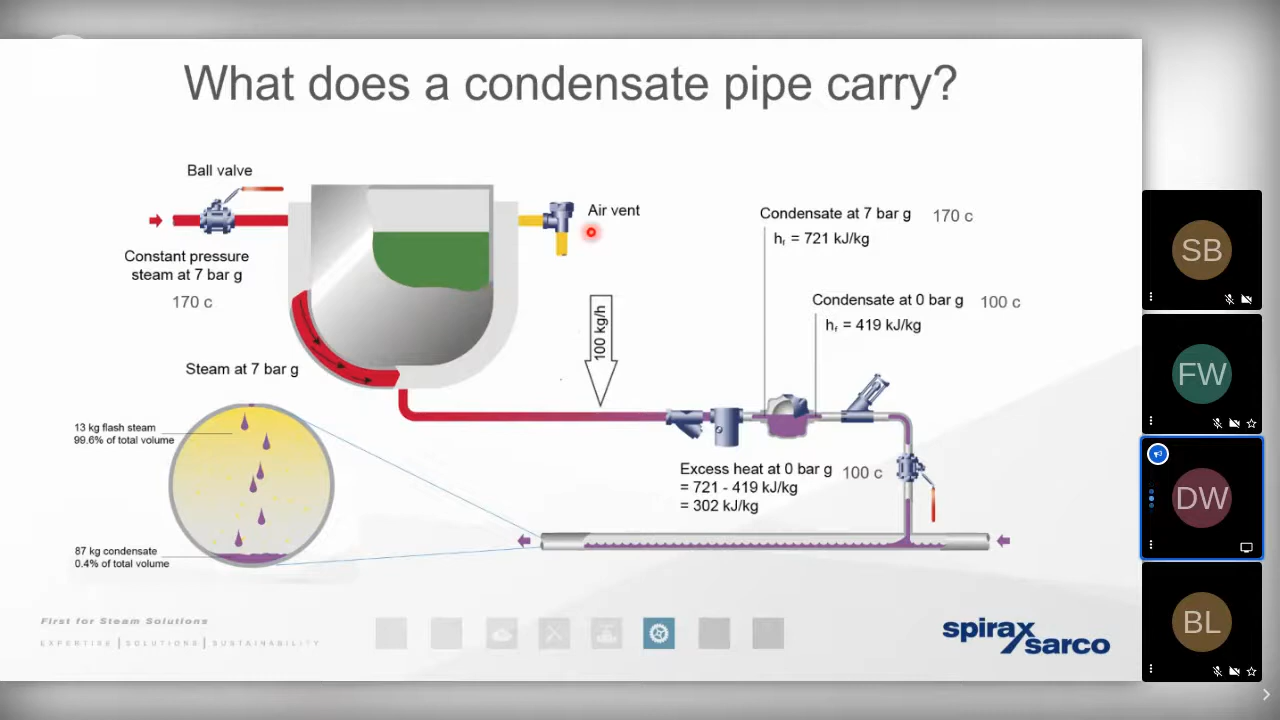 What does a condensate pipe carry?
Ball valve
Air vent
Constant pressure
steam at 7 bar g
170 c
Condensate at 7 bar g 170 c
hf = 721 kJ/kg
Condensate at 0 bar g 100 c
hf = 419 kJ/kg
100 kg/h
Steam at 7 bar g
13 kg flash steam
99.6% of total volume
87 kg condensate
0.4% of total volume
Excess heat at 0 bar g 100 c
= 721 - 419 kJ/kg
= 302 kJ/kg
First for Steam Solutions
EXPERTISE | SOLUTIONS | SUSTAINABILITY
spirax
sarco
SB
FW
DW
BL